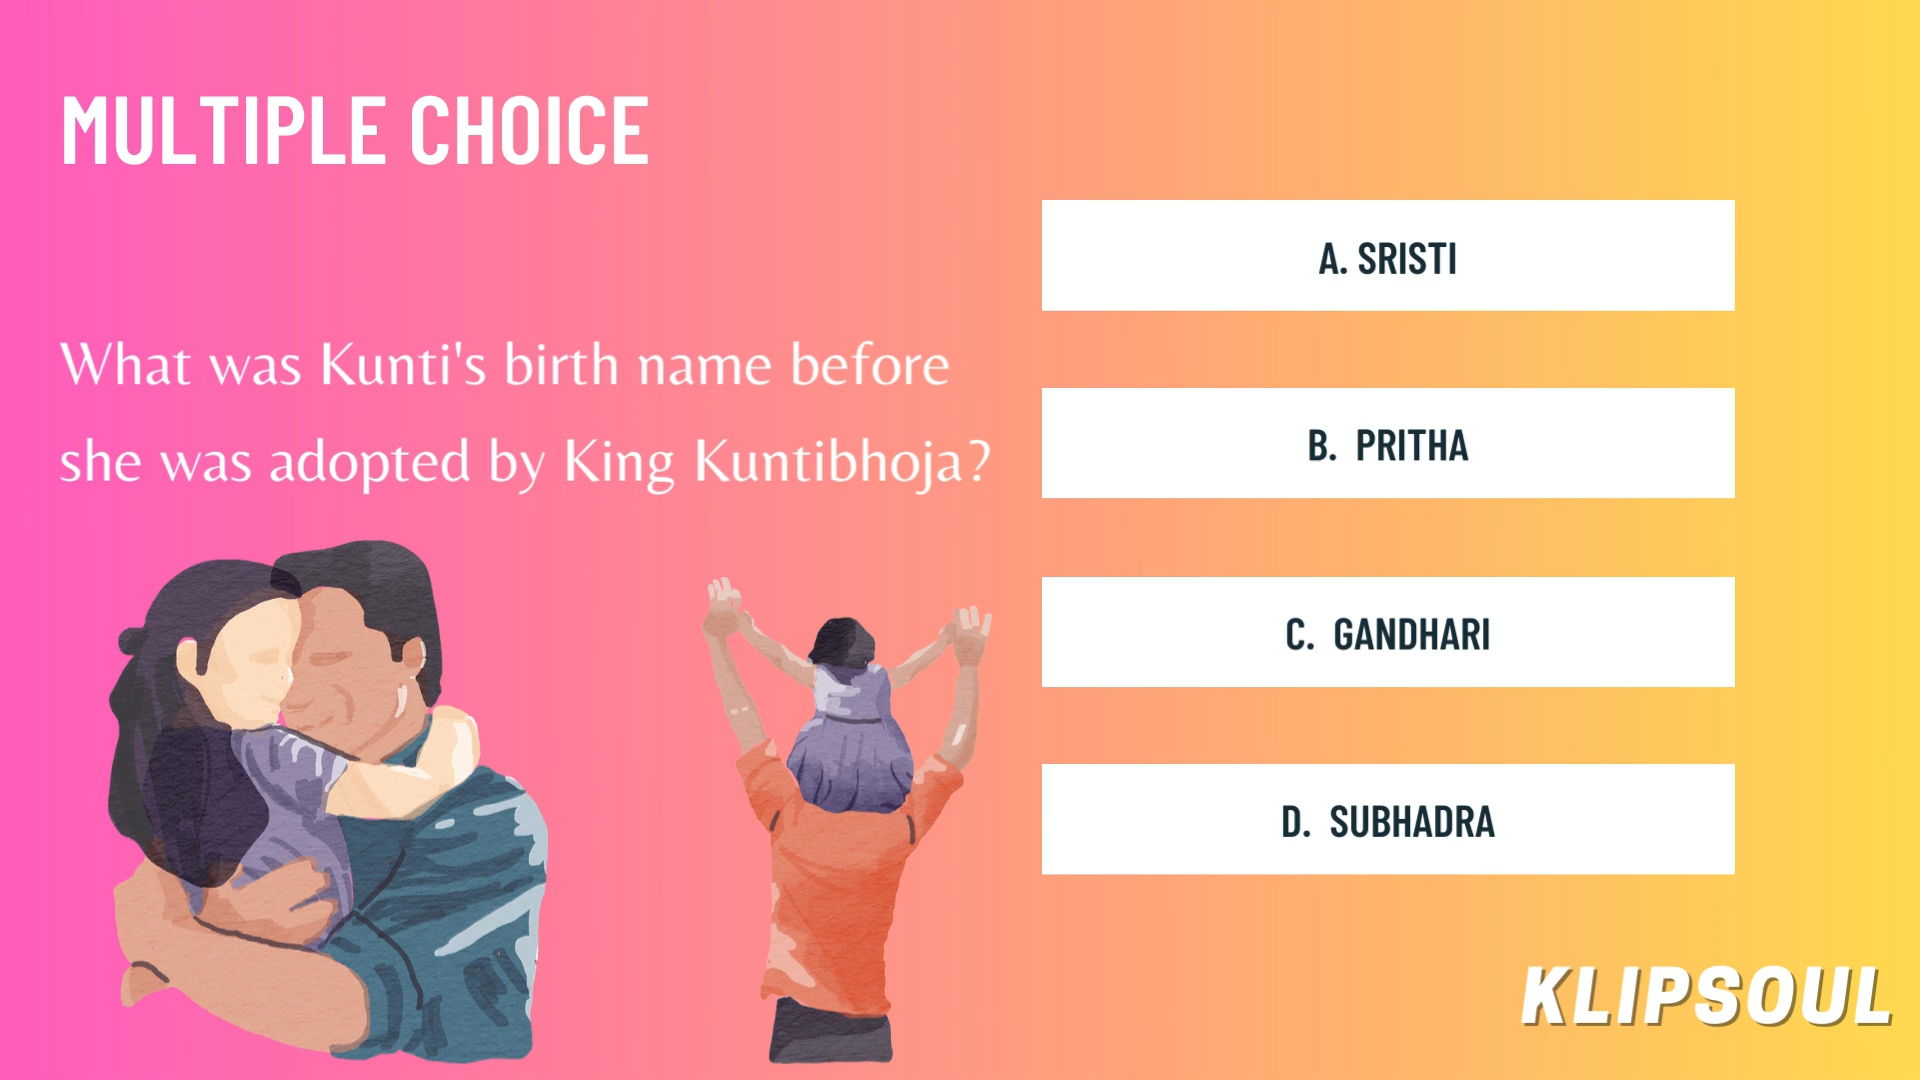 MULTIPLE CHOICE
What was Kunti's birth name before
she was adopted by King Kuntibhoja?
A. SRISTI
B. PRITHA
C. GANDHARI
D. SUBHADRA
KLIPSOUL